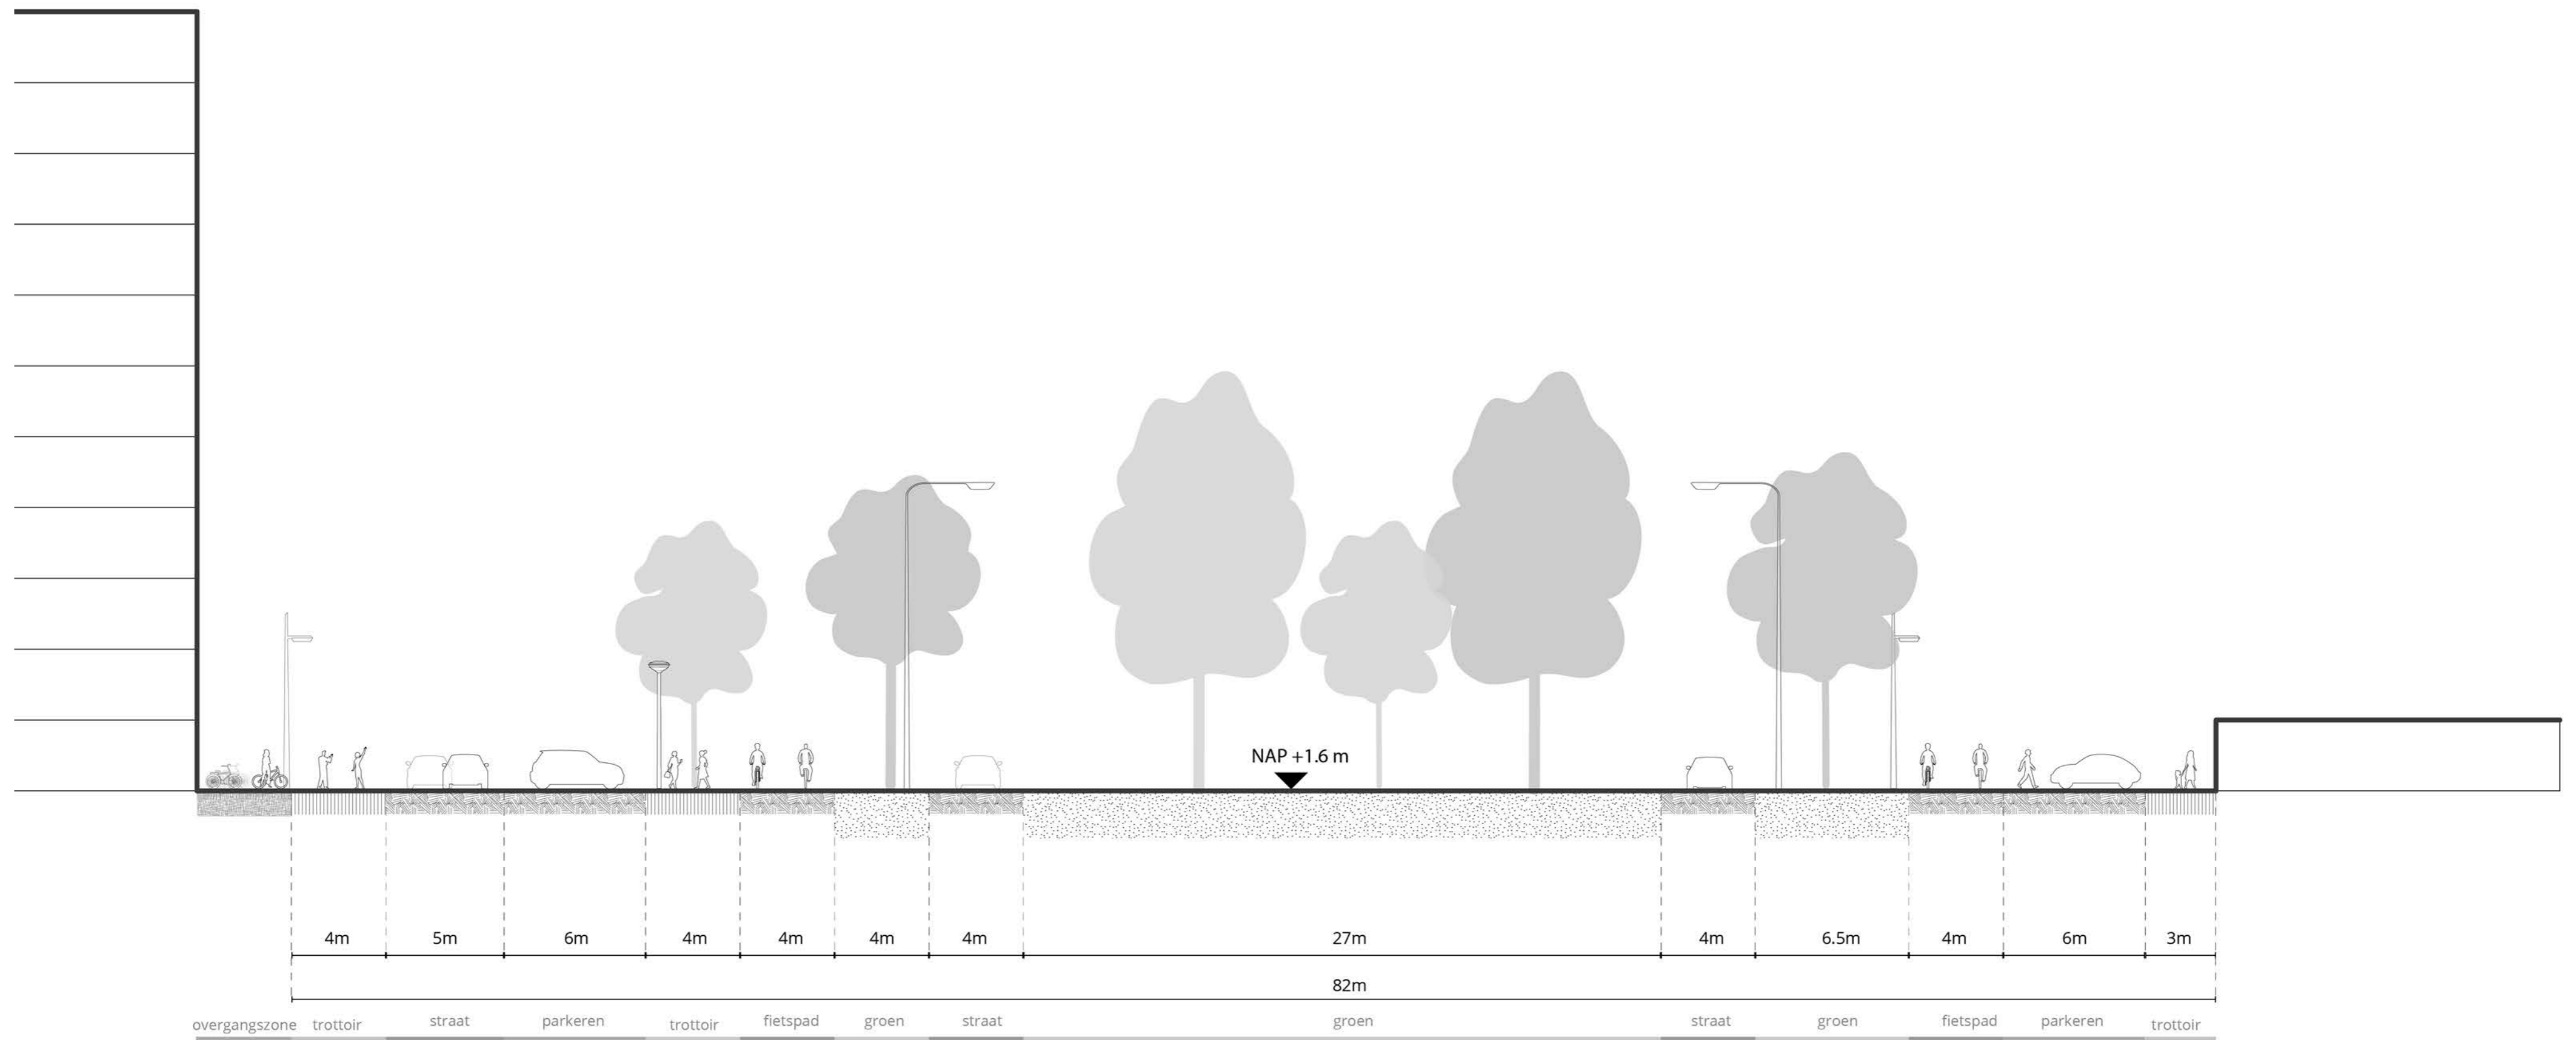 NAP +1.6 m
4m 5m 6m 4m 4m 4m 4m 27m 4m 6.5m 4m 6m 3m
82m
overgangszone trottoir straat parkeren trottoir fietspad groen straat groen straat groen fietspad parkeren trottoir